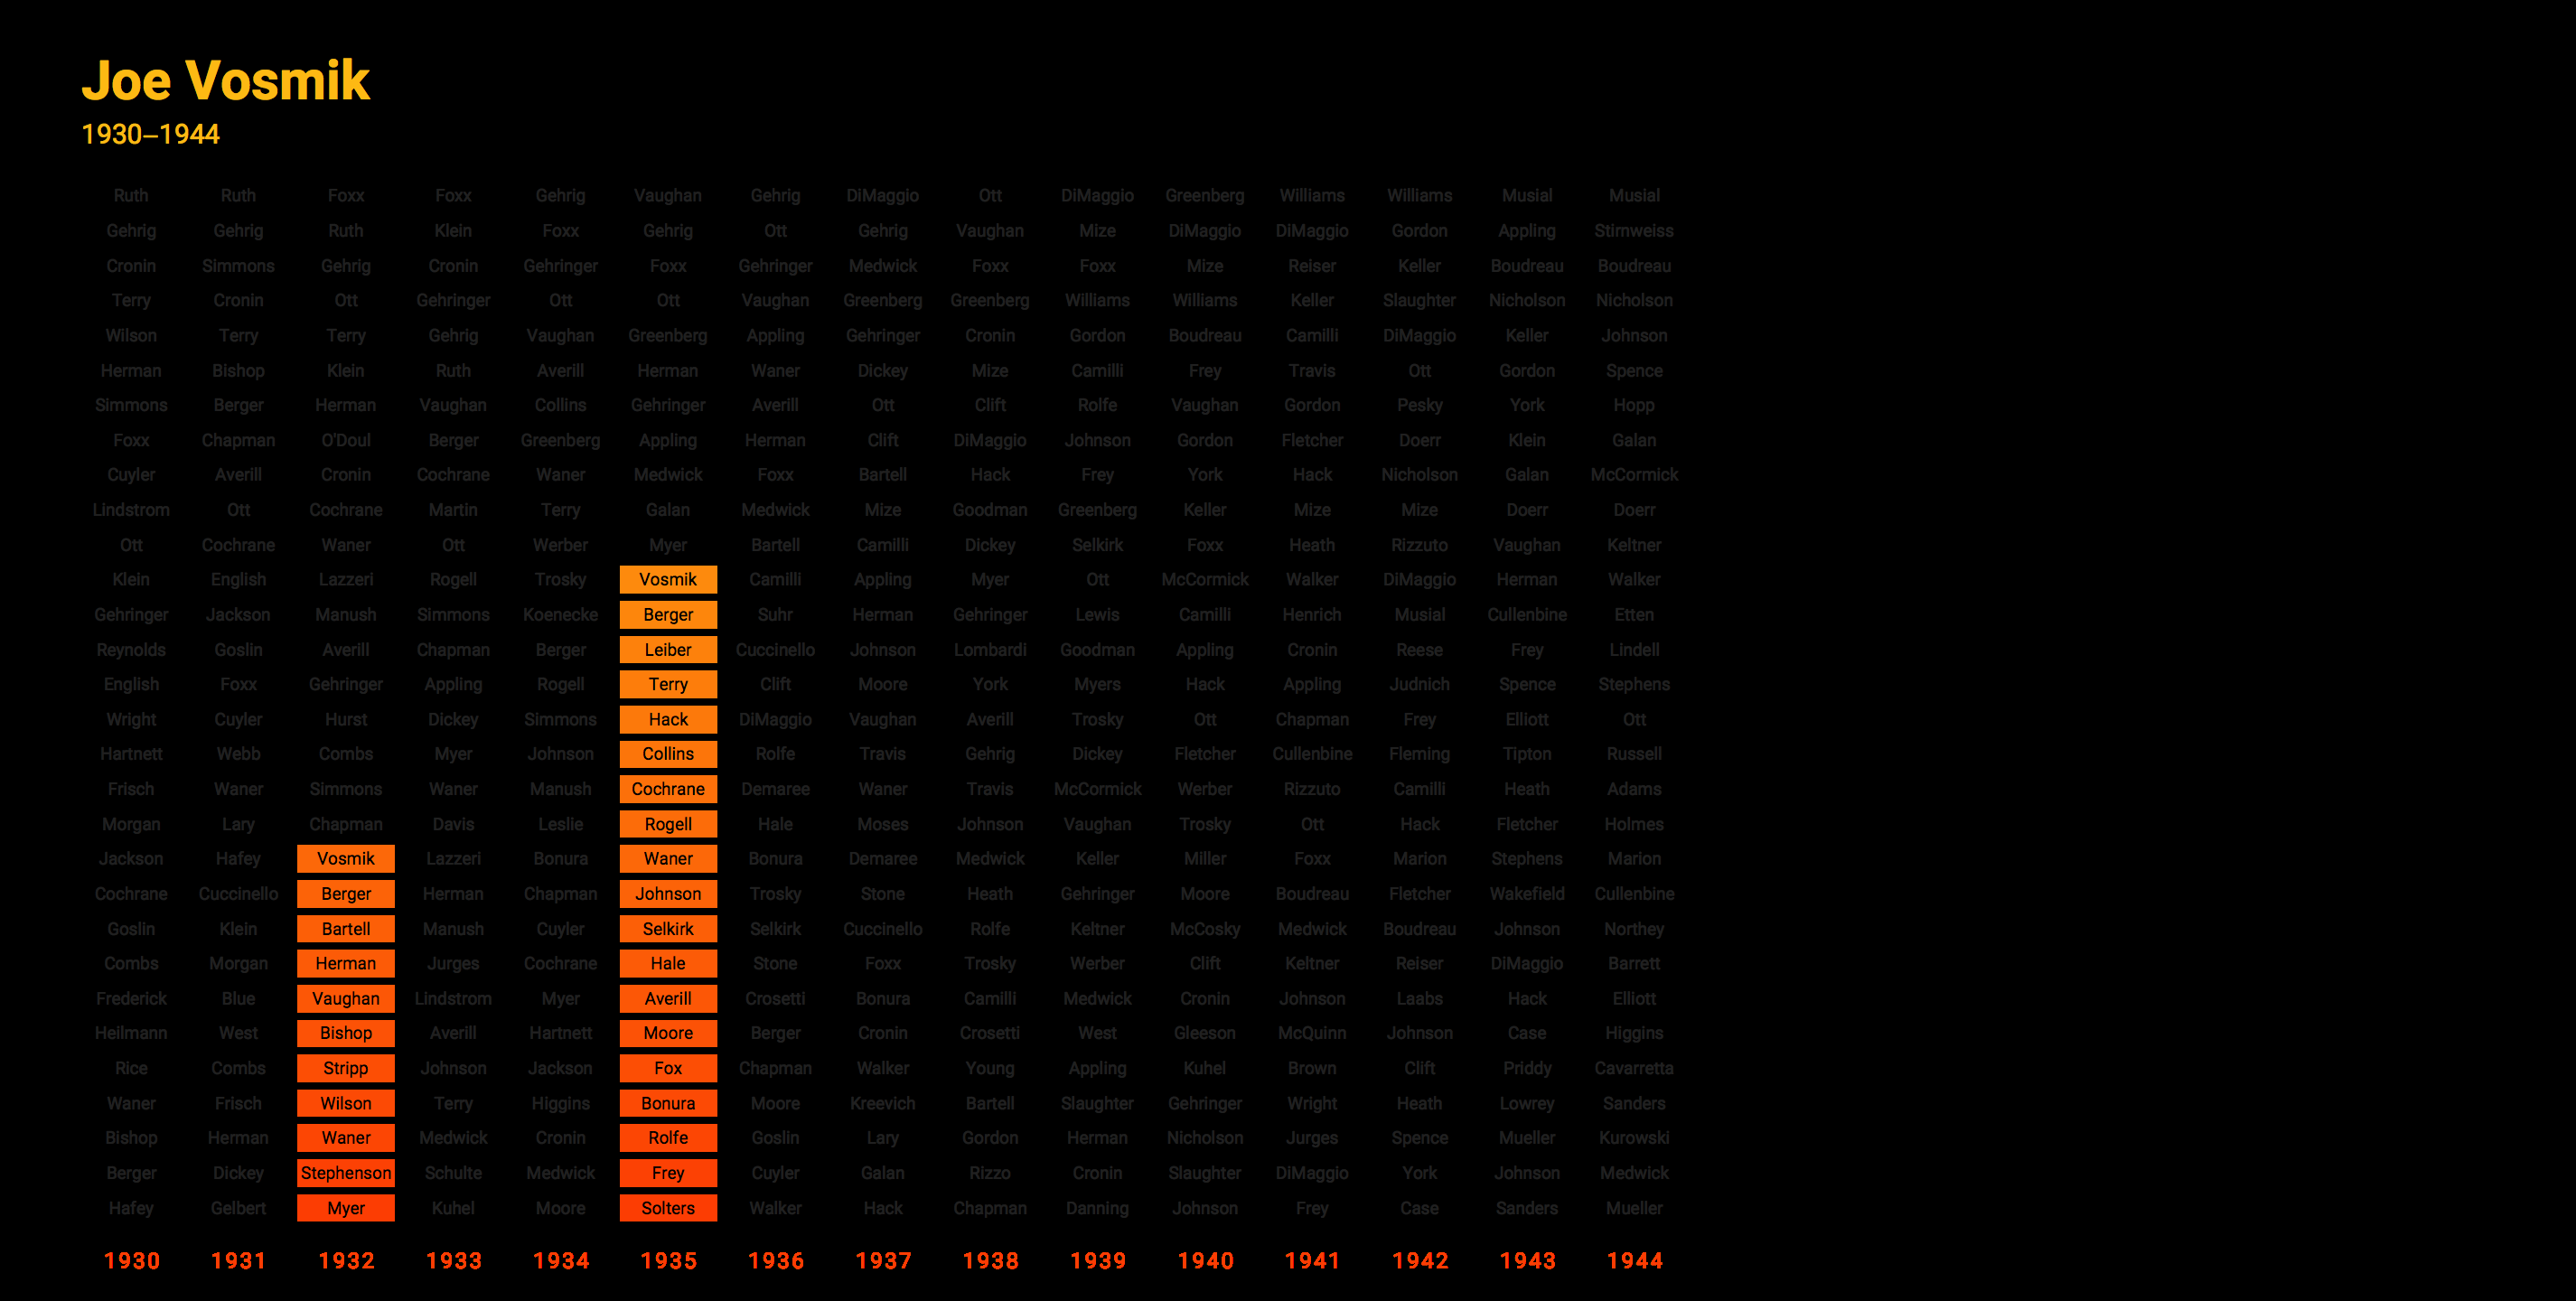 Joe Vosmik
1930–1944
Ruth Ruth Foxx Foxx Gehrig Vaughan Gehrig DiMaggio Ott DiMaggio Greenberg Williams Williams Musial Musial
Gehrig Gehrig Ruth Klein Foxx Gehrig Ott Gehrig Vaughan Mize DiMaggio DiMaggio Gordon Appling Stirnweiss
Cronin Simmons Gehrig Cronin Gehringer Foxx Gehringer Medwick Foxx Foxx Mize Reiser Keller Boudreau Boudreau
Terry Cronin Ott Gehringer Ott Ott Vaughan Greenberg Greenberg Williams Williams Keller Slaughter Nicholson Nicholson
Wilson Terry Terry Gehrig Vaughan Greenberg Appling Gehringer Cronin Gordon Boudreau Camilli DiMaggio Keller Johnson
Herman Bishop Klein Ruth Averill Herman Waner Dickey Mize Camilli Frey Travis Ott Gordon Spence
Simmons Berger Herman Vaughan Collins Gehringer Averill Ott Clift Rolfe Vaughan Gordon Pesky York Hopp
Foxx Chapman O'Doul Berger Greenberg Appling Herman Clift DiMaggio Johnson Gordon Fletcher Doerr Klein Galan
Cuyler Averill Cronin Cochrane Waner Medwick Foxx Bartell Hack Frey York Hack Nicholson Galan McCormick
Lindstrom Ott Cochrane Martin Terry Galan Medwick Mize Goodman Greenberg Keller Mize Mize Doerr Doerr
Ott Cochrane Waner Ott Werber Myer Bartell Camilli Dickey Selkirk Foxx Heath Rizzuto Vaughan Keltner
Klein English Lazzeri Rogell Trosky Vosmik Camilli Appling Myer Ott McCormick Walker DiMaggio Herman Walker
Gehringer Jackson Manush Simmons Koenecke Berger Suhr Herman Gehringer Lewis Camilli Henrich Musial Cullenbine Etten
Reynolds Goslin Averill Chapman Berger Leiber Cuccinello Johnson Lombardi Goodman Appling Cronin Reese Frey Lindell
English Foxx Gehringer Appling Rogell Terry Clift Moore York Myers Hack Appling Judnich Spence Stephens
Wright Cuyler Hurst Dickey Simmons Hack DiMaggio Vaughan Averill Trosky Ott Chapman Frey Elliott Ott
Hartnett Webb Combs Myer Johnson Collins Rolfe Travis Gehrig Dickey Fletcher Cullenbine Fleming Tipton Russell
Frisch Waner Simmons Waner Manush Cochrane Demaree Waner Travis McCormick Werber Rizzuto Camilli Heath Adams
Morgan Lary Chapman Davis Leslie Rogell Hale Moses Johnson Vaughan Trosky Ott Hack Fletcher Holmes
Jackson Hafey Vosmik Lazzeri Bonura Waner Bonura Demaree Medwick Keller Miller Foxx Marion Stephens Marion
Cochrane Cuccinello Berger Herman Chapman Johnson Trosky Stone Heath Gehringer Moore Boudreau Fletcher Wakefield Cullenbine
Goslin Klein Bartell Manush Cuyler Selkirk Selkirk Cuccinello Rolfe Keltner McCosky Medwick Boudreau Johnson Northey
Combs Morgan Herman Jurges Cochrane Hale Stone Foxx Trosky Werber Clift Keltner Reiser DiMaggio Barrett
Frederick Blue Vaughan Lindstrom Myer Averill Crosetti Bonura Camilli Medwick Cronin Johnson Laabs Hack Elliott
Heilmann West Bishop Averill Hartnett Moore Berger Cronin Crosetti West Gleeson McQuinn Johnson Case Higgins
Rice Combs Stripp Johnson Jackson Fox Chapman Walker Young Appling Kuhel Brown Clift Priddy Cavarretta
Waner Frisch Wilson Terry Higgins Bonura Moore Kreevich Bartell Slaughter Gehringer Wright Heath Lowrey Sanders
Bishop Herman Waner Medwick Cronin Rolfe Goslin Lary Gordon Herman Nicholson Jurges Spence Mueller Kurowski
Berger Dickey Stephenson Schulte Medwick Frey Cuyler Galan Rizzo Cronin Slaughter DiMaggio York Johnson Medwick
Hafey Gelbert Myer Kuhel Moore Solters Walker Hack Chapman Danning Johnson Frey Case Sanders Mueller
1930 1931 1932 1933 1934 1935 1936 1937 1938 1939 1940 1941 1942 1943 1944